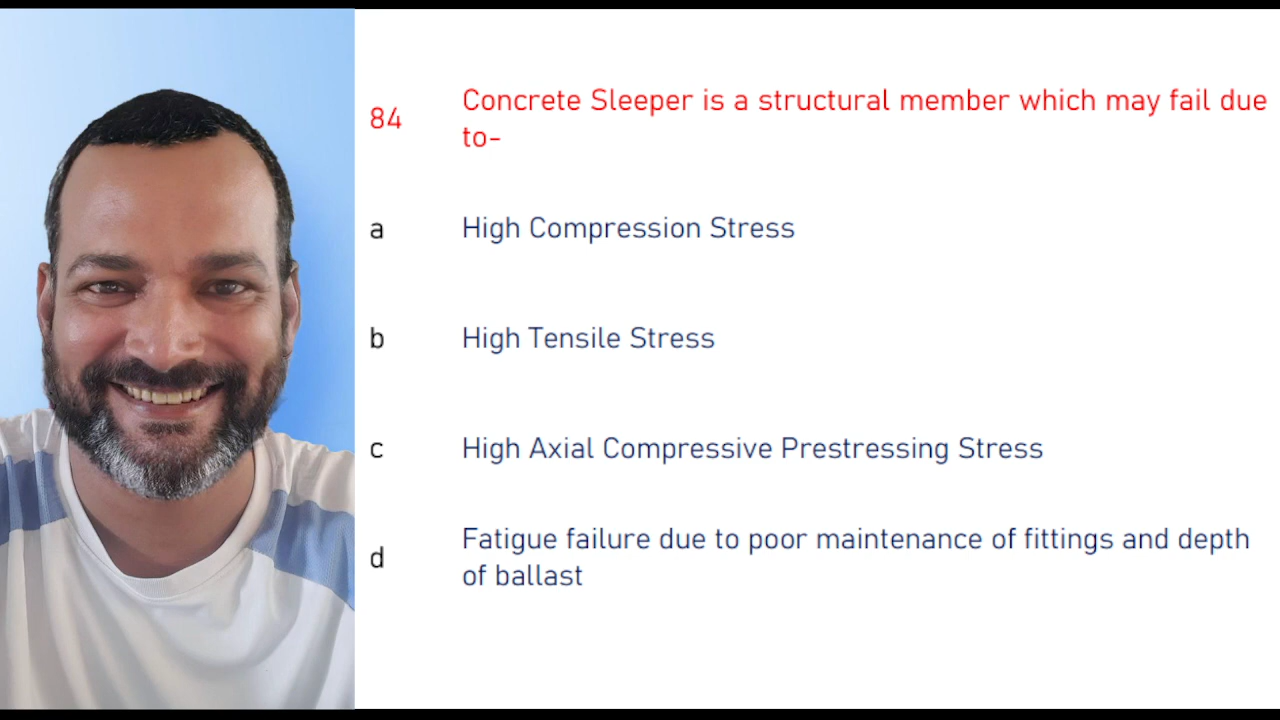 84 Concrete Sleeper is a structural member which may fail due
to-
a High Compression Stress
b High Tensile Stress
c High Axial Compressive Prestressing Stress
d Fatigue failure due to poor maintenance of fittings and depth
of ballast